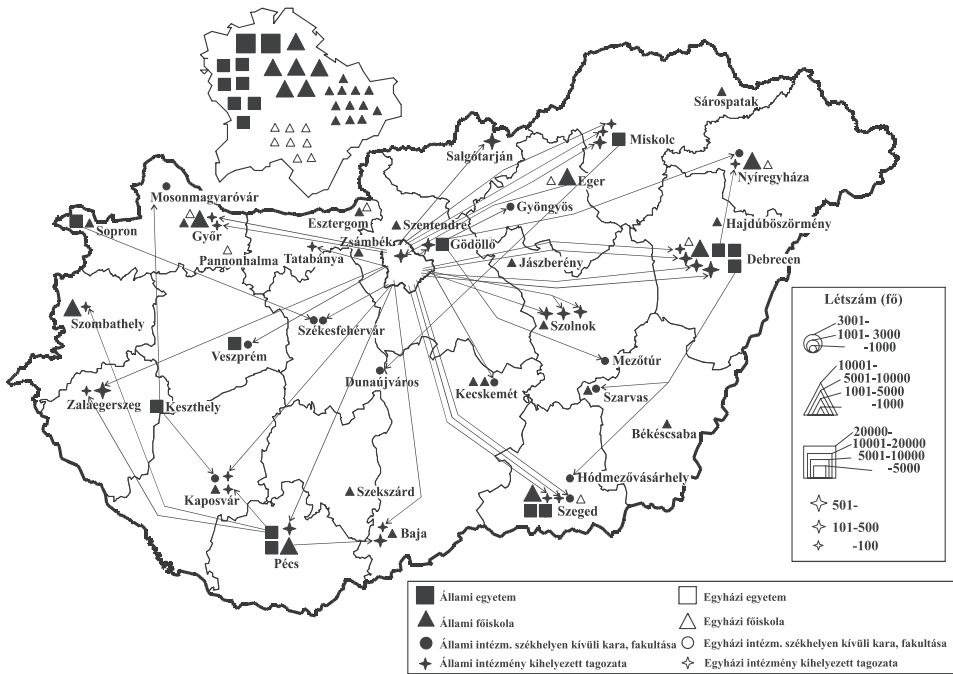 Sárospatak
Salgótarján
Miskolc
Nyíregyháza
Eger
Mosonmagyaróvár
Gyöngyös
Esztergom
Szentendre
Hajdúböszörmény
Sopron
Győr
Zsámbék
Gödöllő
Pannonhalma
Tatabánya
Jászberény
Debrecen
Szombathely
Székesfehérvár
Szolnok
Veszprém
Mezőtúr
Dunaújváros
Kecskemét
Szarvas
Zalaegerszeg
Keszthely
Békéscsaba
Kaposvár
Szekszárd
Hódmezővásárhely
Szeged
Baja
Pécs
Létszám (fő)
3001-
1001- 3000
-1000
10001-
5001-10000
1001-5000
-1000
20000-
10001-20000
5001-10000
-5000
501-
101-500
-100
Állami egyetem
Egyházi egyetem
Állami főiskola
Egyházi főiskola
Állami intézm. székhelyen kívüli kara, fakultása
Egyházi intézm. székhelyen kívüli kara, fakultása
Állami intézmény kihelyezett tagozata
Egyházi intézmény kihelyezett tagozata